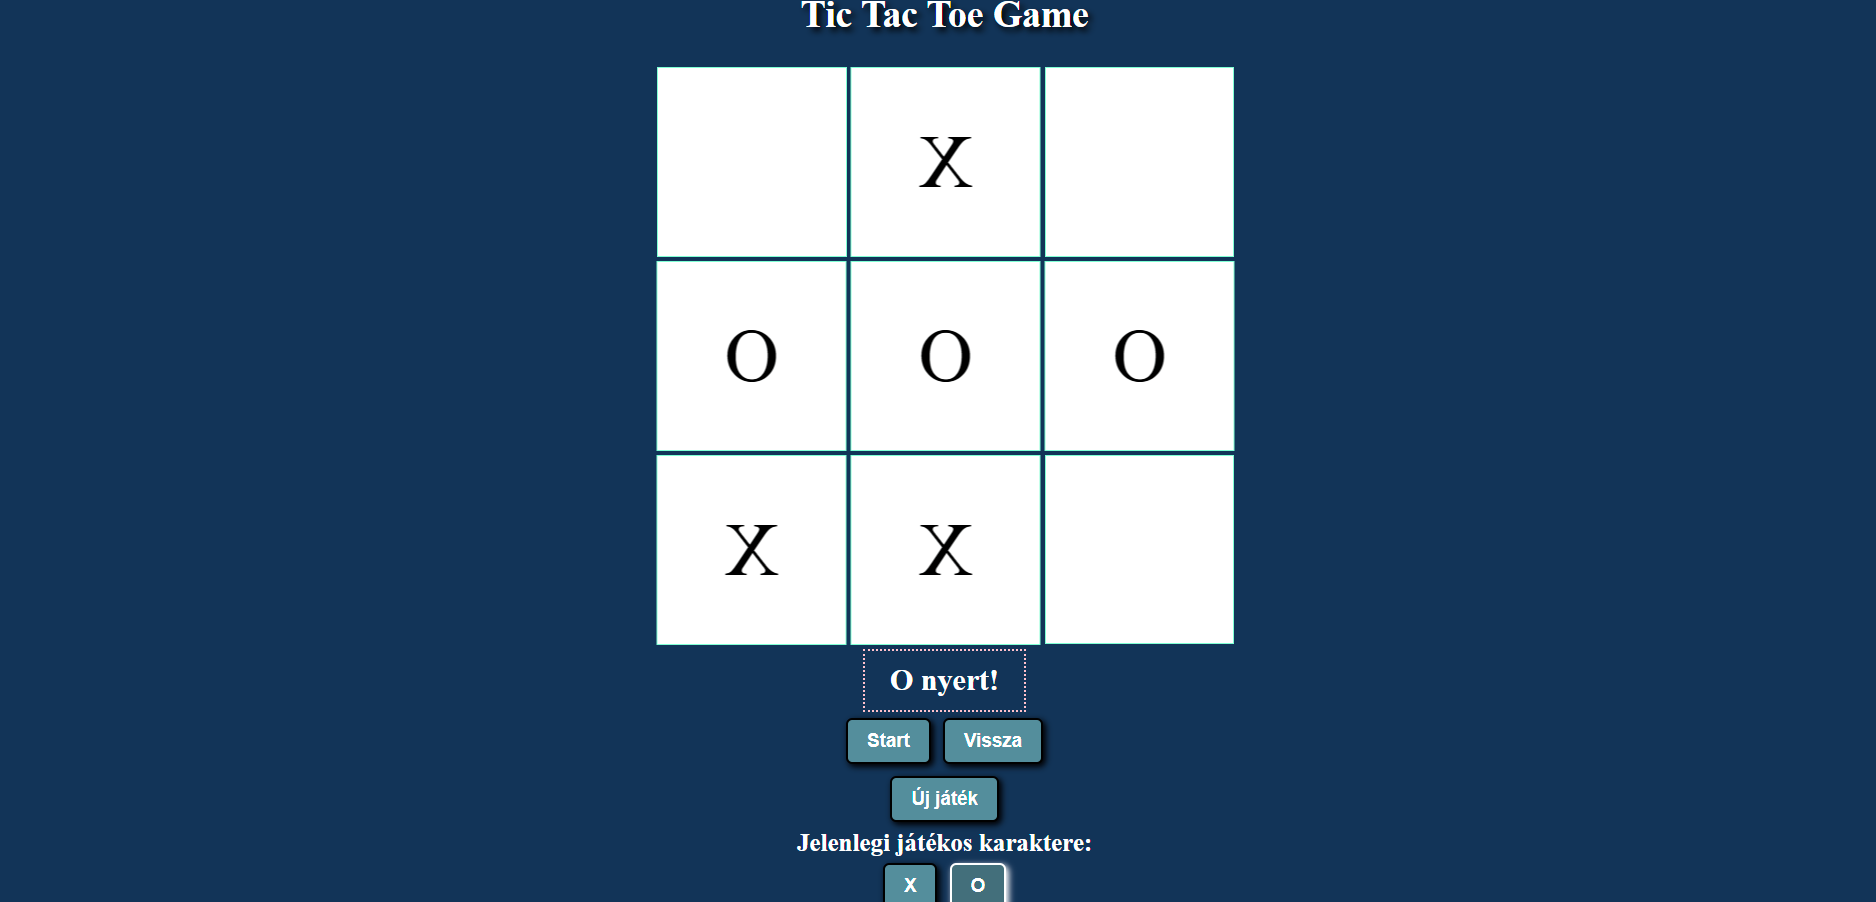 Tic Tac Toe Game
X
O O O
X X
O nyert!
Start Vissza
Új játék
Jelenlegi játékos karaktere:
X O